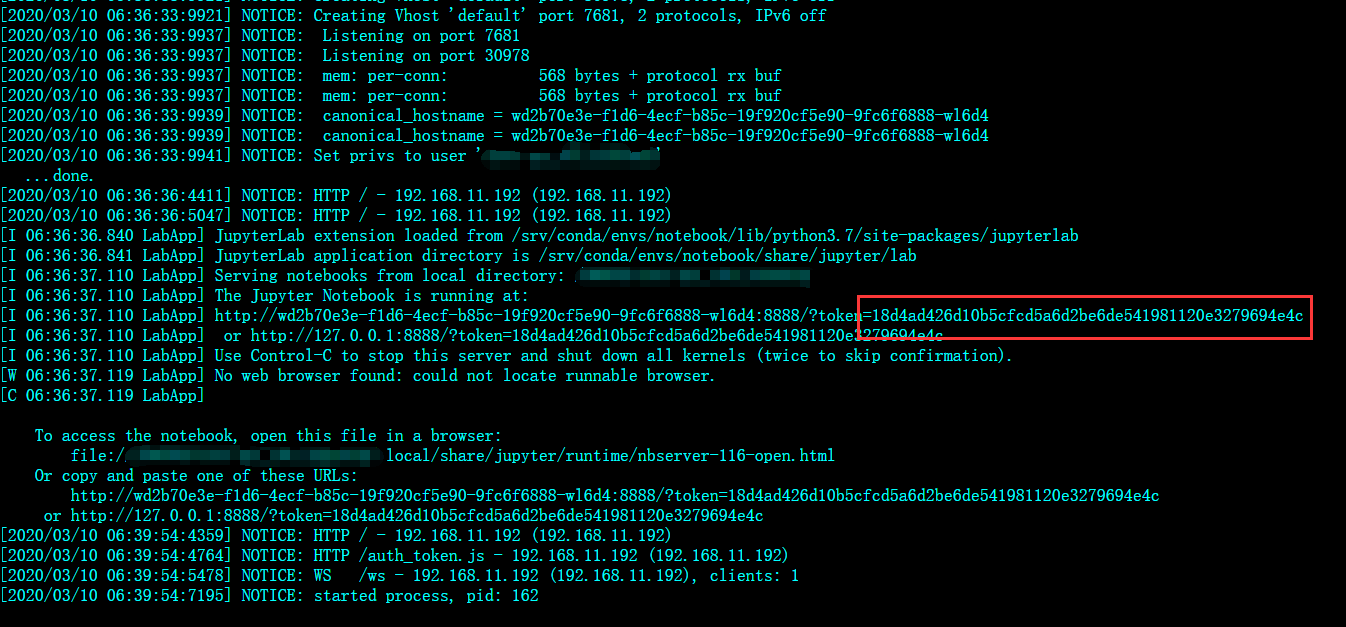 [2020/03/10 06:36:33:9921] NOTICE: Creating Vhost 'default' port 7681, 2 protocols, IPv6 off
[2020/03/10 06:36:33:9937] NOTICE:  Listening on port 7681
[2020/03/10 06:36:33:9937] NOTICE:  Listening on port 30978
[2020/03/10 06:36:33:9937] NOTICE:  mem: per-conn:          568 bytes + protocol rx buf
[2020/03/10 06:36:33:9937] NOTICE:  mem: per-conn:          568 bytes + protocol rx buf
[2020/03/10 06:36:33:9939] NOTICE:  canonical_hostname = wd2b70e3e-f1d6-4ecf-b85c-19f920cf5e90-9fc6f6888-wl6d4
[2020/03/10 06:36:33:9939] NOTICE:  canonical_hostname = wd2b70e3e-f1d6-4ecf-b85c-19f920cf5e90-9fc6f6888-wl6d4
[2020/03/10 06:36:33:9941] NOTICE: Set privs to user '
...done.
[2020/03/10 06:36:36:4411] NOTICE: HTTP / - 192.168.11.192 (192.168.11.192)
[2020/03/10 06:36:36:5047] NOTICE: HTTP / - 192.168.11.192 (192.168.11.192)
[I 06:36:36.840 LabApp] JupyterLab extension loaded from /srv/conda/envs/notebook/lib/python3.7/site-packages/jupyterlab
[I 06:36:36.841 LabApp] JupyterLab application directory is /srv/conda/envs/notebook/share/jupyter/lab
[I 06:36:37.110 LabApp] Serving notebooks from local directory:
[I 06:36:37.110 LabApp] The Jupyter Notebook is running at:
[I 06:36:37.110 LabApp] http://wd2b70e3e-f1d6-4ecf-b85c-19f920cf5e90-9fc6f6888-wl6d4:8888/?token=18d4ad426d10b5cfcd5a6d2be6de541981120e3279694e4c
[I 06:36:37.110 LabApp]  or http://127.0.0.1:8888/?token=18d4ad426d10b5cfcd5a6d2be6de541981120e3279694e4c
[I 06:36:37.110 LabApp] Use Control-C to stop this server and shut down all kernels (twice to skip confirmation).
[W 06:36:37.119 LabApp] No web browser found: could not locate runnable browser.
[C 06:36:37.119 LabApp]
To access the notebook, open this file in a browser:
file:/ local/share/jupyter/runtime/nbserver-116-open.html
Or copy and paste one of these URLs:
http://wd2b70e3e-f1d6-4ecf-b85c-19f920cf5e90-9fc6f6888-wl6d4:8888/?token=18d4ad426d10b5cfcd5a6d2be6de541981120e3279694e4c
or http://127.0.0.1:8888/?token=18d4ad426d10b5cfcd5a6d2be6de541981120e3279694e4c
[2020/03/10 06:39:54:4359] NOTICE: HTTP / - 192.168.11.192 (192.168.11.192)
[2020/03/10 06:39:54:4764] NOTICE: HTTP /auth_token.js - 192.168.11.192 (192.168.11.192)
[2020/03/10 06:39:54:5478] NOTICE: WS   /ws - 192.168.11.192 (192.168.11.192), clients: 1
[2020/03/10 06:39:54:7195] NOTICE: started process, pid: 162